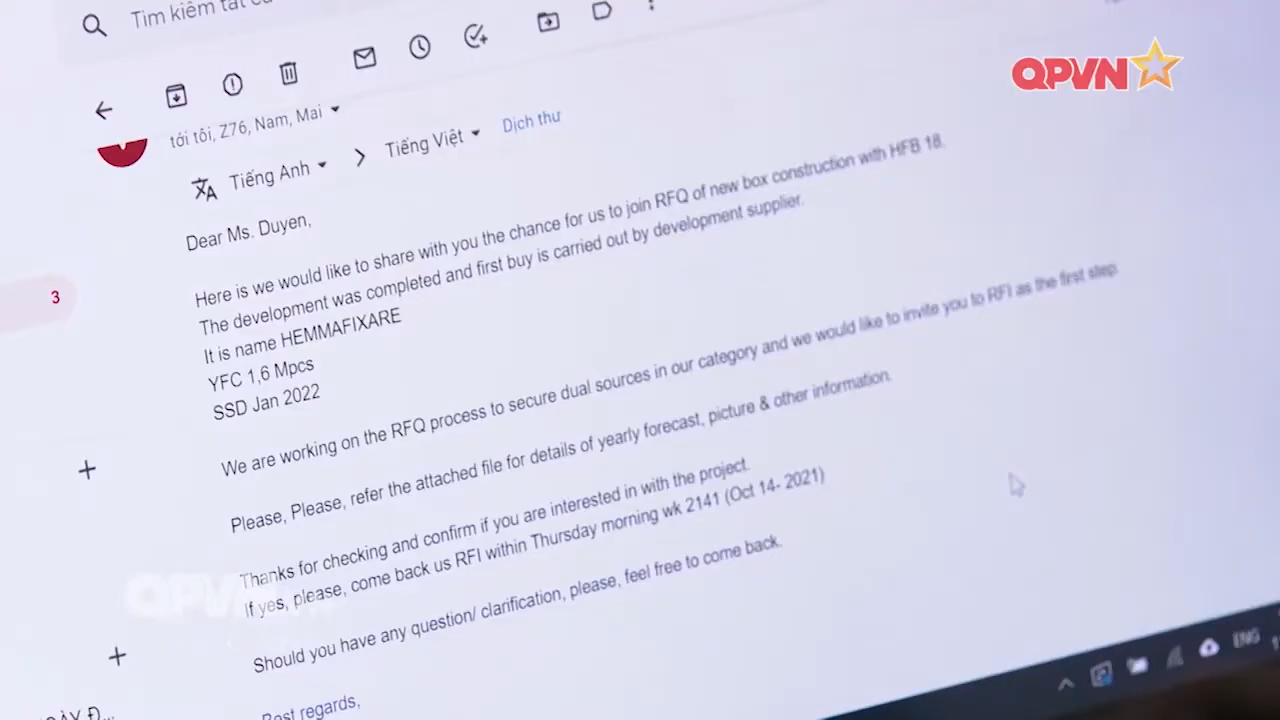 Tìm kiếm tất cả
QPVN
tới tôi, Z76, Nam, Mai
Tiếng Anh
Tiếng Việt
Dịch thư
Dear Ms. Duyen,
Here is we would like to share with you the chance for us to join RFQ of new box construction with HFB 18.
The development was completed and first buy is carried out by development supplier.
It is name HEMMAFIXARE
YFC 1,6 Mpcs
SSD Jan 2022
3
We are working on the RFQ process to secure dual sources in our category and we would like to invite you to RFI as the first step.
Please, Please, refer the attached file for details of yearly forecast, picture & other information.
Thanks for checking and confirm if you are interested in with the project.
If yes, please, come back us RFI within Thursday morning wk 2141 (Oct 14- 2021)
QPVN
Should you have any question/ clarification, please, feel free to come back.
Best regards,
ENG